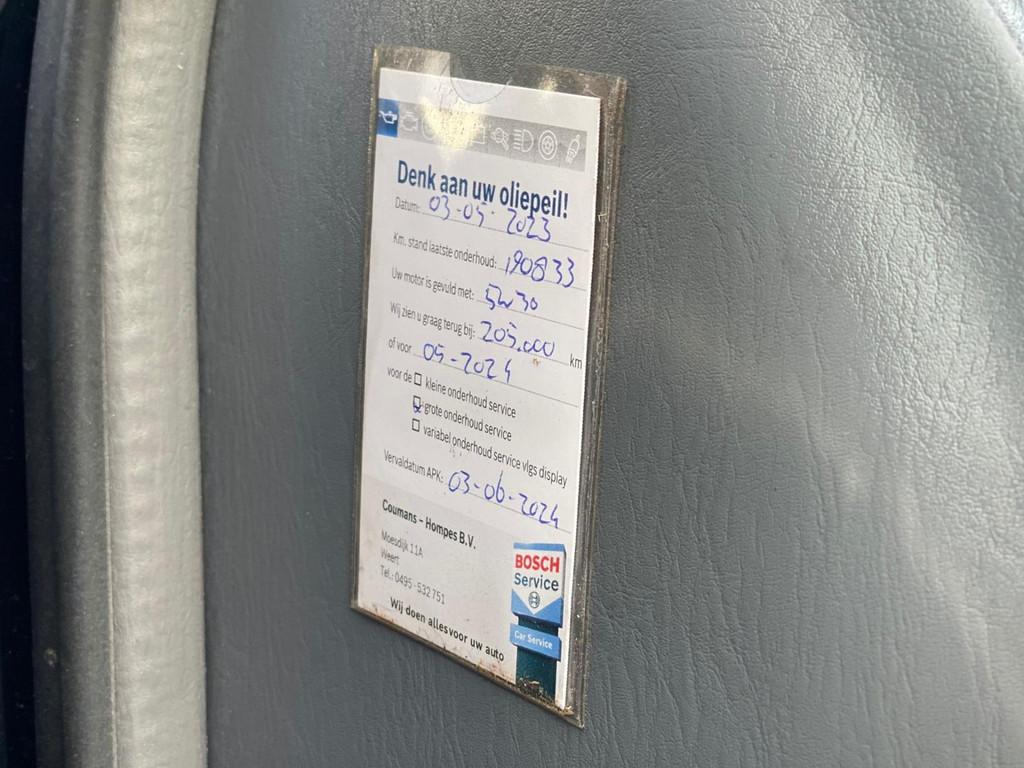 Denk aan uw oliepeil!
Datum: 03-05-2023
Km. stand laatste onderhoud: 190833
Uw motor is gevuld met: 5w30
Wij zien u graag terug bij: 205.000 km
of voor 05-2024
voor de ☐ kleine onderhoud service
☒ grote onderhoud service
☐ variabel onderhoud service vlgs display
Vervaldatum APK: 03-06-2024
Coumans - Hompes B.V.
Moesdijk 11A
Weert
Tel.: 0495-532751
Wij doen alles voor uw auto
BOSCH
Service
Car Service